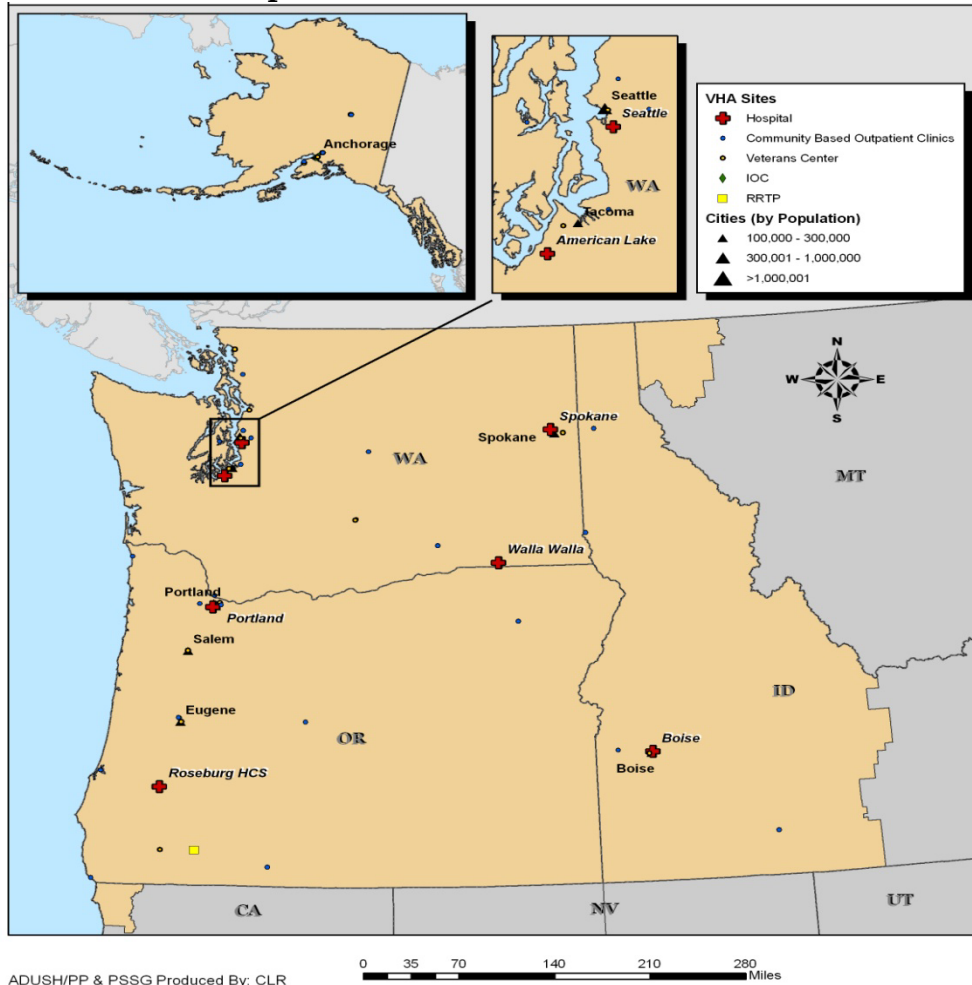 Anchorage
Seattle
Seattle
WA
Tacoma
American Lake
VHA Sites
Hospital
Community Based Outpatient Clinics
Veterans Center
IOC
RRTP
Cities (by Population)
100,000 - 300,000
300,001 - 1,000,000
>1,000,001
N
W E
S
Spokane
Spokane
WA
MT
Walla Walla
Portland
Portland
Salem
ID
Eugene
OR
Boise
Boise
Roseburg HCS
CA
NV
UT
ADUSH/PP & PSSG Produced By: CLR
0 35 70 140 210 280
Miles